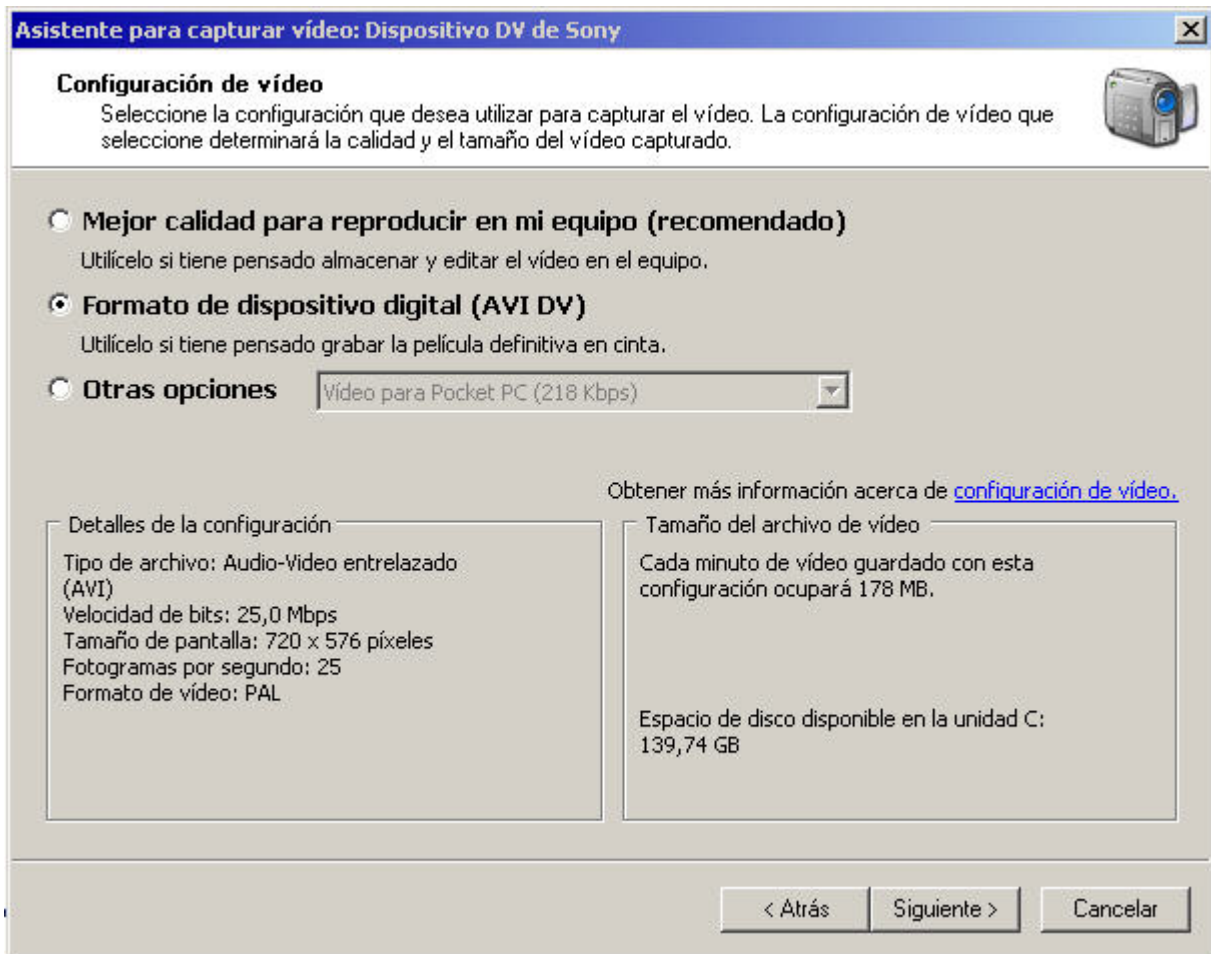 Asistente para capturar vídeo: Dispositivo DV de Sony
Configuración de vídeo
Seleccione la configuración que desea utilizar para capturar el vídeo. La configuración de vídeo que
seleccione determinará la calidad y el tamaño del vídeo capturado.
Mejor calidad para reproducir en mi equipo (recomendado)
Utilícelo si tiene pensado almacenar y editar el vídeo en el equipo.
Formato de dispositivo digital (AVI DV)
Utilícelo si tiene pensado grabar la película definitiva en cinta.
Otras opciones Vídeo para Pocket PC (218 Kbps)
Obtener más información acerca de configuración de vídeo.
Detalles de la configuración
Tipo de archivo: Audio-Video entrelazado
(AVI)
Velocidad de bits: 25,0 Mbps
Tamaño de pantalla: 720 x 576 píxeles
Fotogramas por segundo: 25
Formato de vídeo: PAL
Tamaño del archivo de vídeo
Cada minuto de vídeo guardado con esta
configuración ocupará 178 MB.
Espacio de disco disponible en la unidad C:
139,74 GB
< Atrás Siguiente > Cancelar